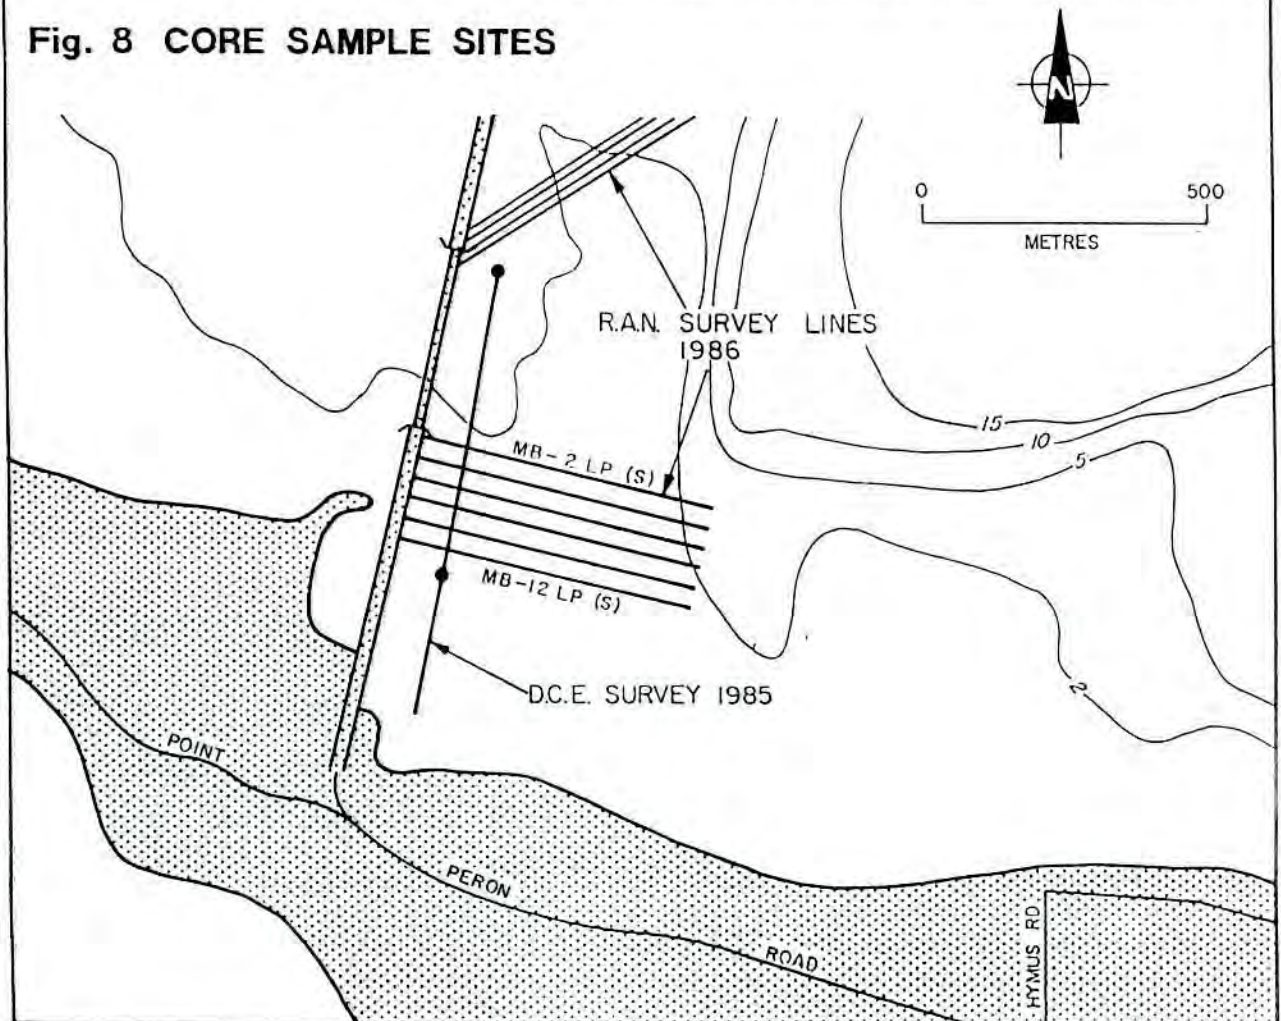 Fig. 8 CORE SAMPLE SITES
N
0 500
METRES
R.A.N. SURVEY LINES
1986
15
10
5
MB-2 LP (S)
MB-12 LP (S)
2
D.C.E. SURVEY 1985
POINT
PERON
ROAD
HYMUS RD